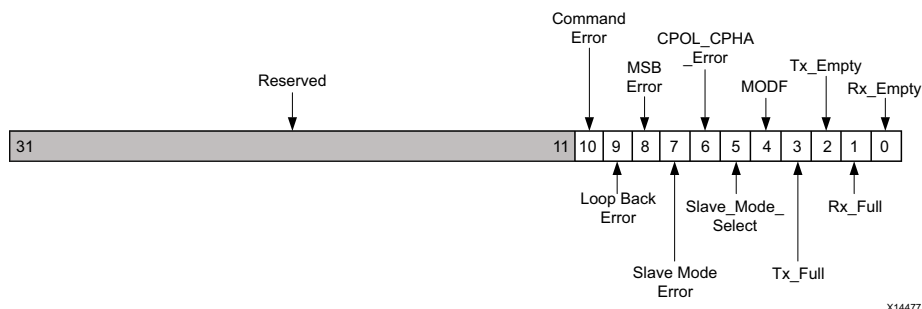 Command
Error
CPOL_CPHA
_Error
Reserved
MSB
Error
MODF
Tx_Empty
Rx_Empty
31
11
10
9
8
7
6
5
4
3
2
1
0
Loop Back
Error
Slave_Mode_
Select
Rx_Full
Slave Mode
Error
Tx_Full
X14477